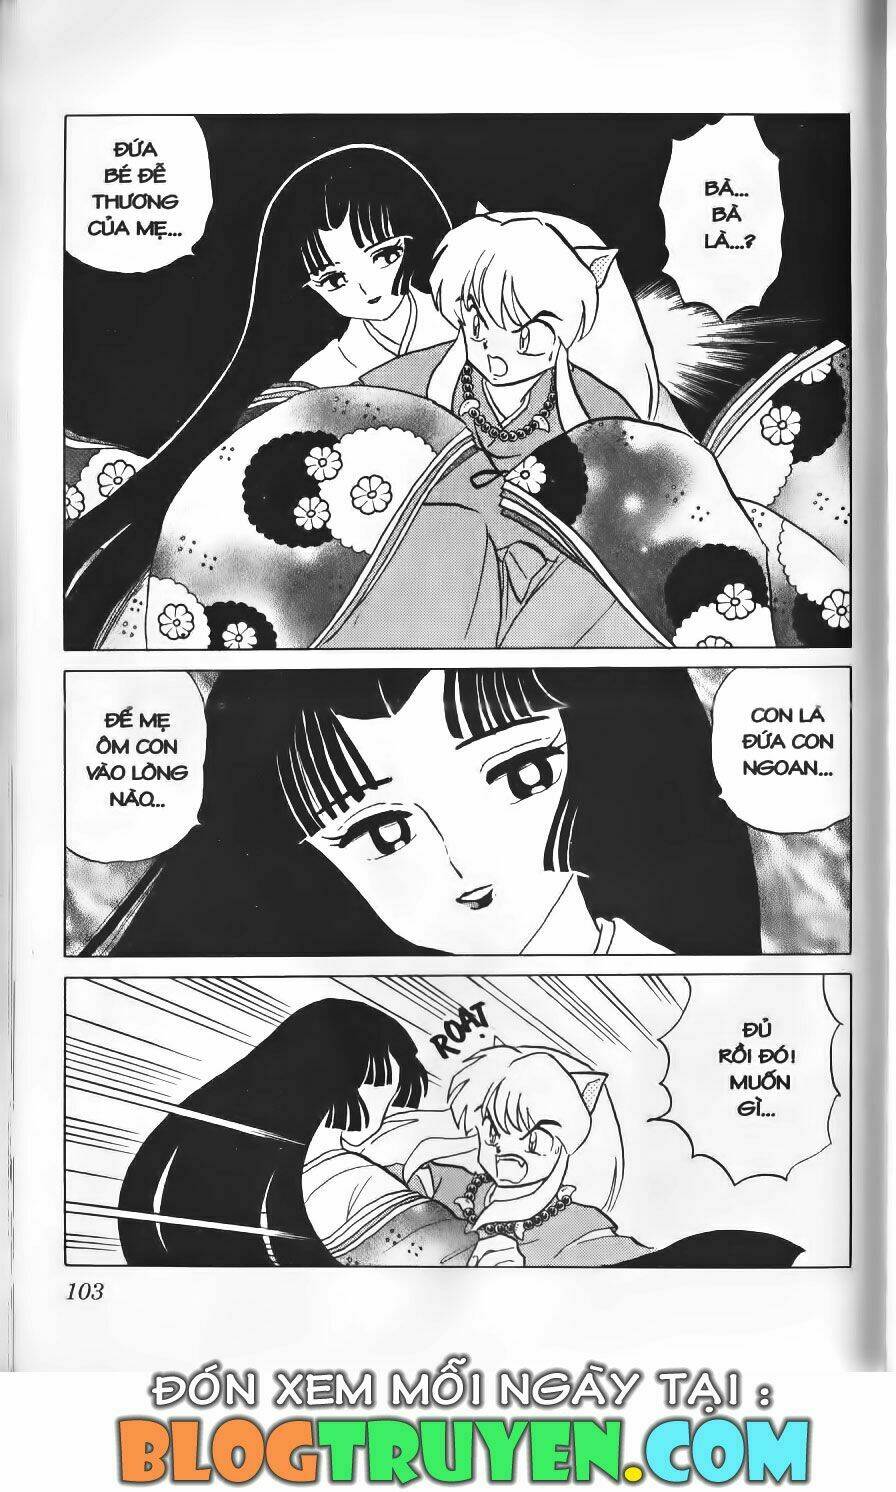 BÀ...
BÀ
LÀ...?
ĐỨA
BÉ ĐỄ
THƯƠNG
CỦA MẸ...
CON LÀ
ĐỨA CON
NGOAN...
ĐỂ MẸ
ÔM CON
VÀO LÒNG
NÀO...
ĐỦ
RỒI ĐÓ!
MUỐN
GÌ...
ROẠT
103
ĐÓN XEM MỖI NGÀY TẠI :
BLOGTRUYEN.COM